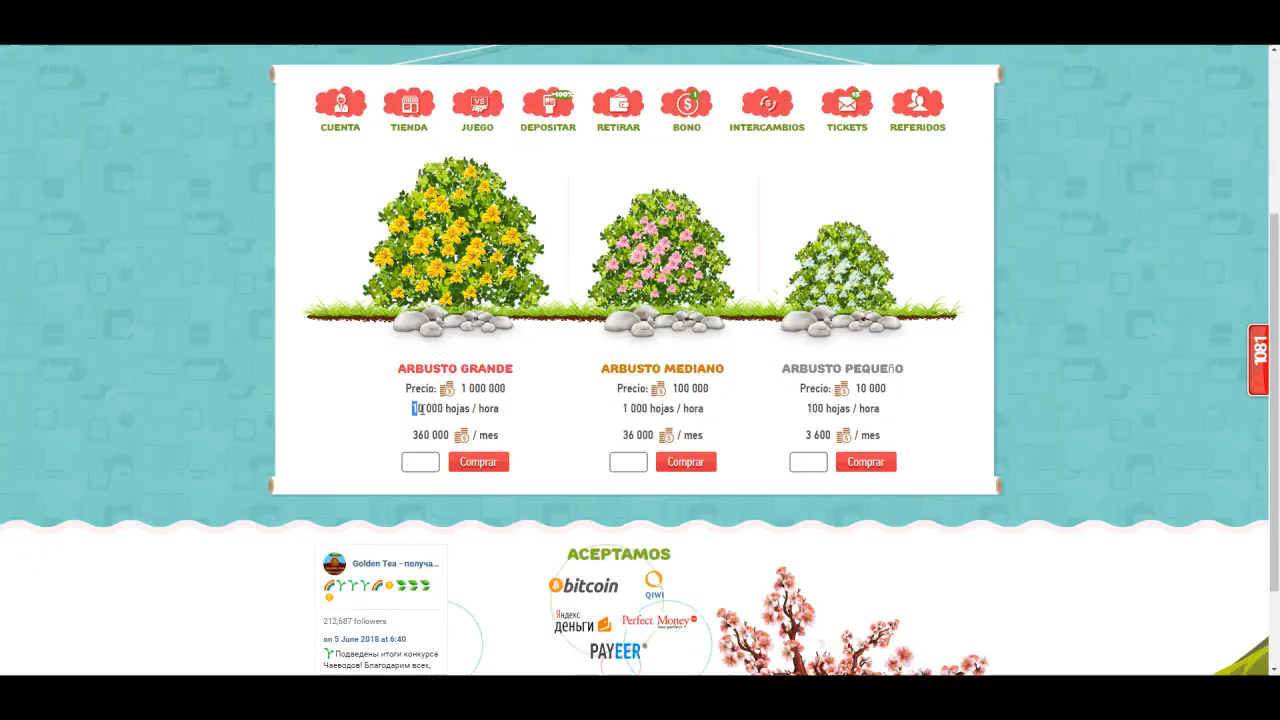 +100%
1
13
CUENTA
TIENDA
VS
JUEGO
DEPOSITAR
RETIRAR
BONO
INTERCAMBIOS
TICKETS
REFERIDOS
ARBUSTO GRANDE
Precio: 1 000 000
10 000 hojas / hora
360 000 / mes
Comprar
ARBUSTO MEDIANO
Precio: 100 000
1 000 hojas / hora
36 000 / mes
Comprar
ARBUSTO PEQUEÑO
Precio: 10 000
100 hojas / hora
3 600 / mes
Comprar
1081
Golden Tea - получа...
212,687 followers
on 5 June 2018 at 6:40
Подведены итоги конкурса
Чаеводов! Благодарим всех,
ACEPTAMOS
bitcoin
QIWI
Яндекс
деньги
Perfect Money
PAYEER